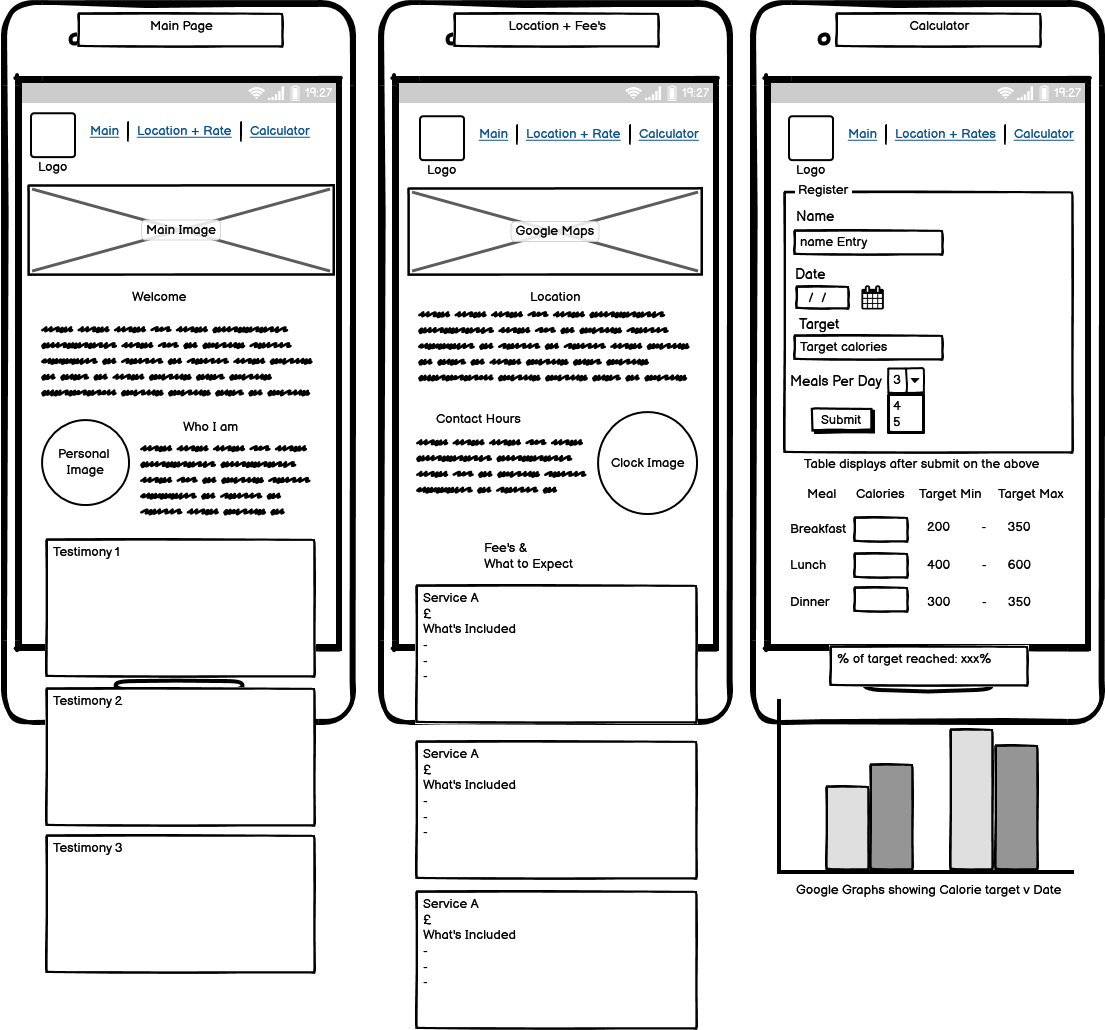 Main Page
19:27
Main | Location + Rate | Calculator
Logo
Main Image
Welcome
Who I am
Personal
Image
Testimony 1
Testimony 2
Testimony 3
Location + Fee's
19:27
Main | Location + Rate | Calculator
Logo
Google Maps
Location
Contact Hours
Clock Image
Fee's &
What to Expect
Service A
£
What's Included
-
-
-
Service A
£
What's Included
-
-
-
Service A
£
What's Included
-
-
-
Calculator
19:27
Main | Location + Rates | Calculator
Logo
Register
Name
name Entry
Date
/ /
Target
Target calories
Meals Per Day 3
4
5
Submit
Table displays after submit on the above
Meal Calories Target Min Target Max
Breakfast 200 - 350
Lunch 400 - 600
Dinner 300 - 350
% of target reached: xxx%
Google Graphs showing Calorie target v Date